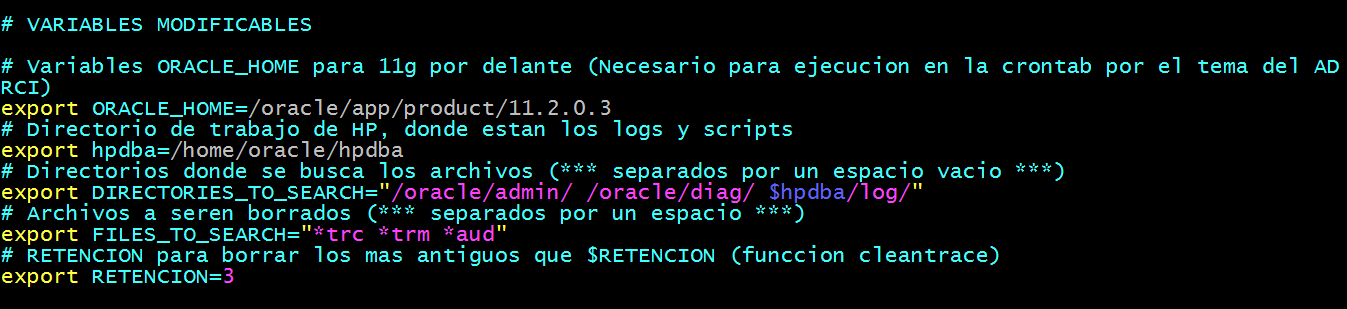 # VARIABLES MODIFICABLES
# Variables ORACLE_HOME para 11g por delante (Necesario para ejecucion en la crontab por el tema del AD
RCI)
export ORACLE_HOME=/oracle/app/product/11.2.0.3
# Directorio de trabajo de HP, donde estan los logs y scripts
export hpdba=/home/oracle/hpdba
# Directorios donde se busca los archivos (*** separados por un espacio vacio ***)
export DIRECTORIES_TO_SEARCH="/oracle/admin/ /oracle/diag/ $hpdba/log/"
# Archivos a seren borrados (*** separados por un espacio ***)
export FILES_TO_SEARCH="*trc *trm *aud"
# RETENCION para borrar los mas antiguos que $RETENCION (funccion cleantrace)
export RETENCION=3